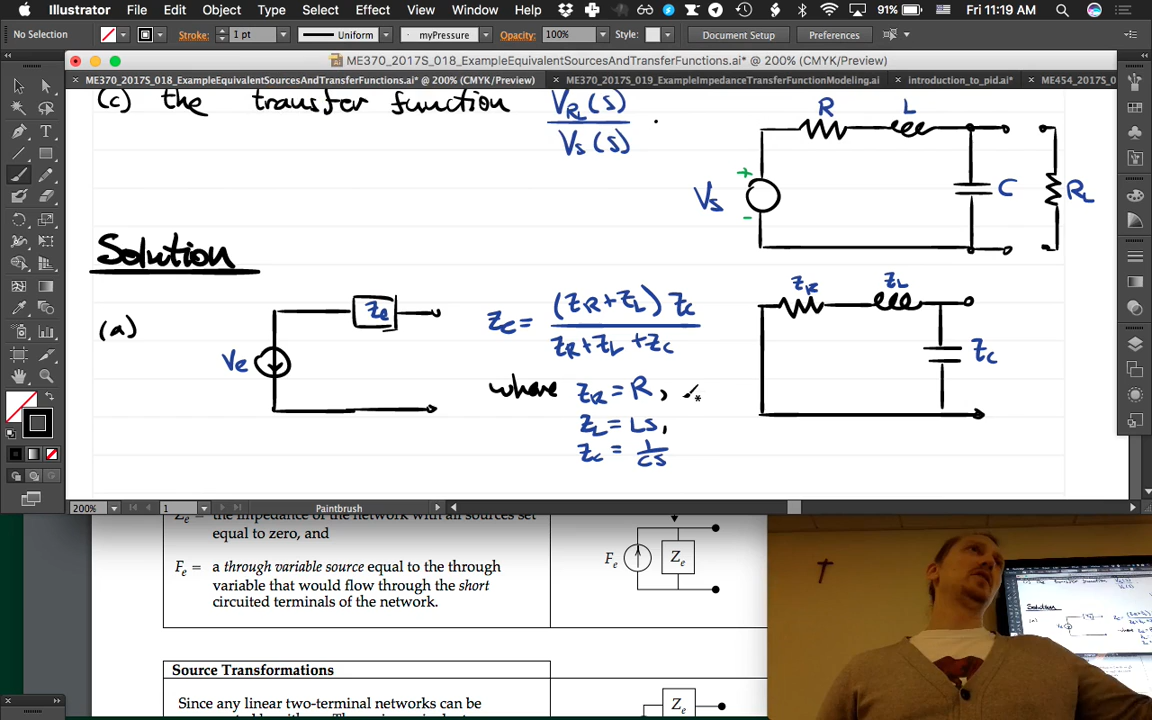 Illustrator File Edit Object Type Select Effect View Window Help 91% Fri 11:19 AM
No Selection Stroke: 1 pt Uniform myPressure Opacity: 100% Style: Document Setup Preferences
ME370_2017S_018_ExampleEquivalentSourcesAndTransferFunctions.ai* @ 200% (CMYK/Preview)
× ME370_2017S_018_ExampleEquivalentSourcesAndTransferFunctions.ai* @ 200% (CMYK/Preview) × ME370_2017S_019_ExampleImpedanceTransferFunctionModeling.ai × introduction_to_pid.ai* × ME454_2017S_0
(c) the transfer function V_RL(s) / V_s(s) .
R L
Vs + - C RL
Solution
(a)
Ve Ze
Ze = (ZR+ZL) Zc / ZR+ZL+Zc
where ZR = R,
ZL = LS,
Zc = 1/CS
ZR ZL
Zc
200% 1 Paintbrush
Ze = the impedance of the network with all sources set
equal to zero, and
Fe = a through variable source equal to the through
variable that would flow through the short
circuited terminals of the network.
Fe Ze
Source Transformations
Since any linear two-terminal networks can be
Ze